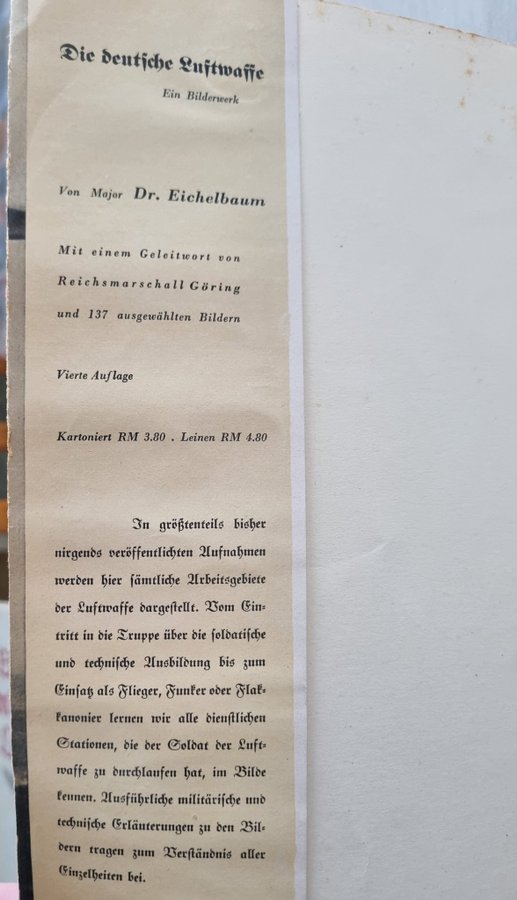 Die deutsche Luftwaffe
Ein Bilderwerk
Von Major Dr. Eichelbaum
Mit einem Geleitwort von
Reichsmarschall Göring
und 137 ausgewählten Bildern
Vierte Auflage
Kartoniert RM 3.80 . Leinen RM 4.80
In größtenteils bisher
nirgends veröffentlichten Aufnahmen
werden hier sämtliche Arbeitsgebiete
der Luftwaffe dargestellt. Vom Ein-
tritt in die Truppe über die soldatische
und technische Ausbildung bis zum
Einsatz als Flieger, Funker oder Flak-
kanonier lernen wir alle dienstlichen
Stationen, die der Soldat der Luft-
waffe zu durchlaufen hat, im Bilde
kennen. Ausführliche militärische und
technische Erläuterungen zu den Bil-
dern tragen zum Verständnis aller
Einzelheiten bei.